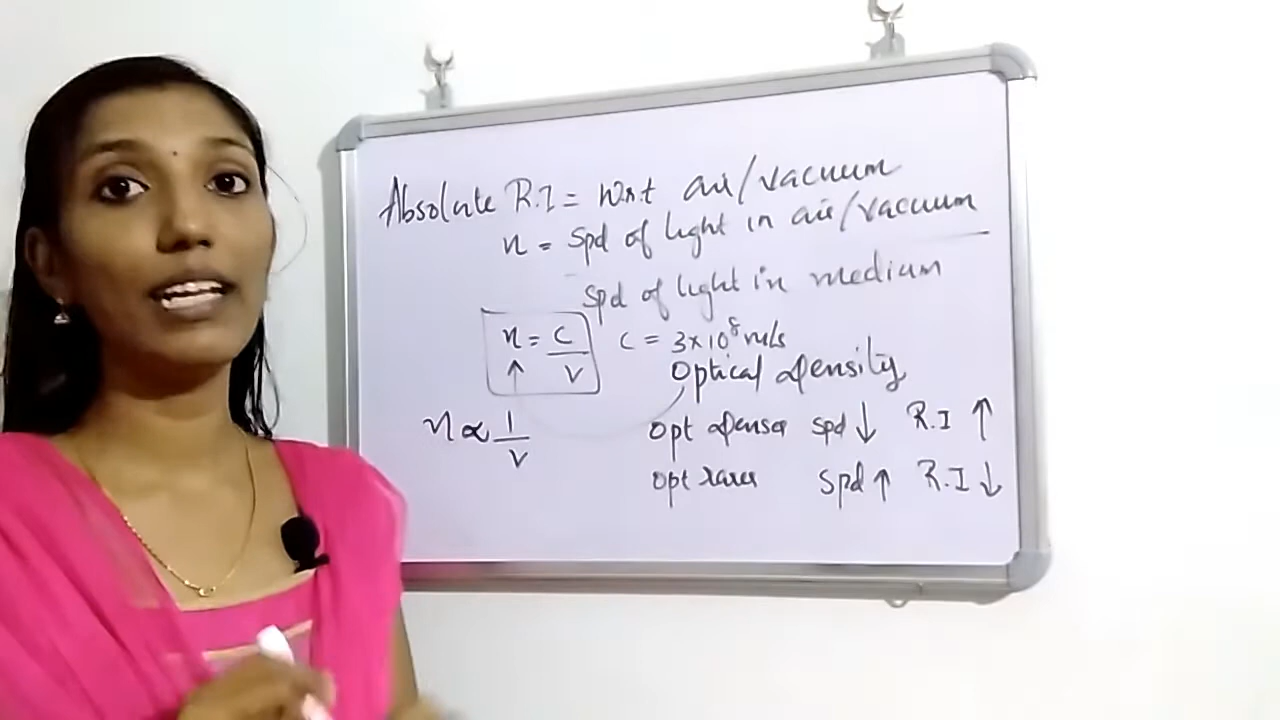 Absolute R.I = w.r.t air/vacuum
n = Spd of light in air/vacuum
Spd of light in medium
n = c/v ↑ c = 3×10⁸ m/s
Optical density
n ∝ 1/v
Opt denser spd ↓ R.I ↑
Opt rarer Spd ↑ R.I ↓